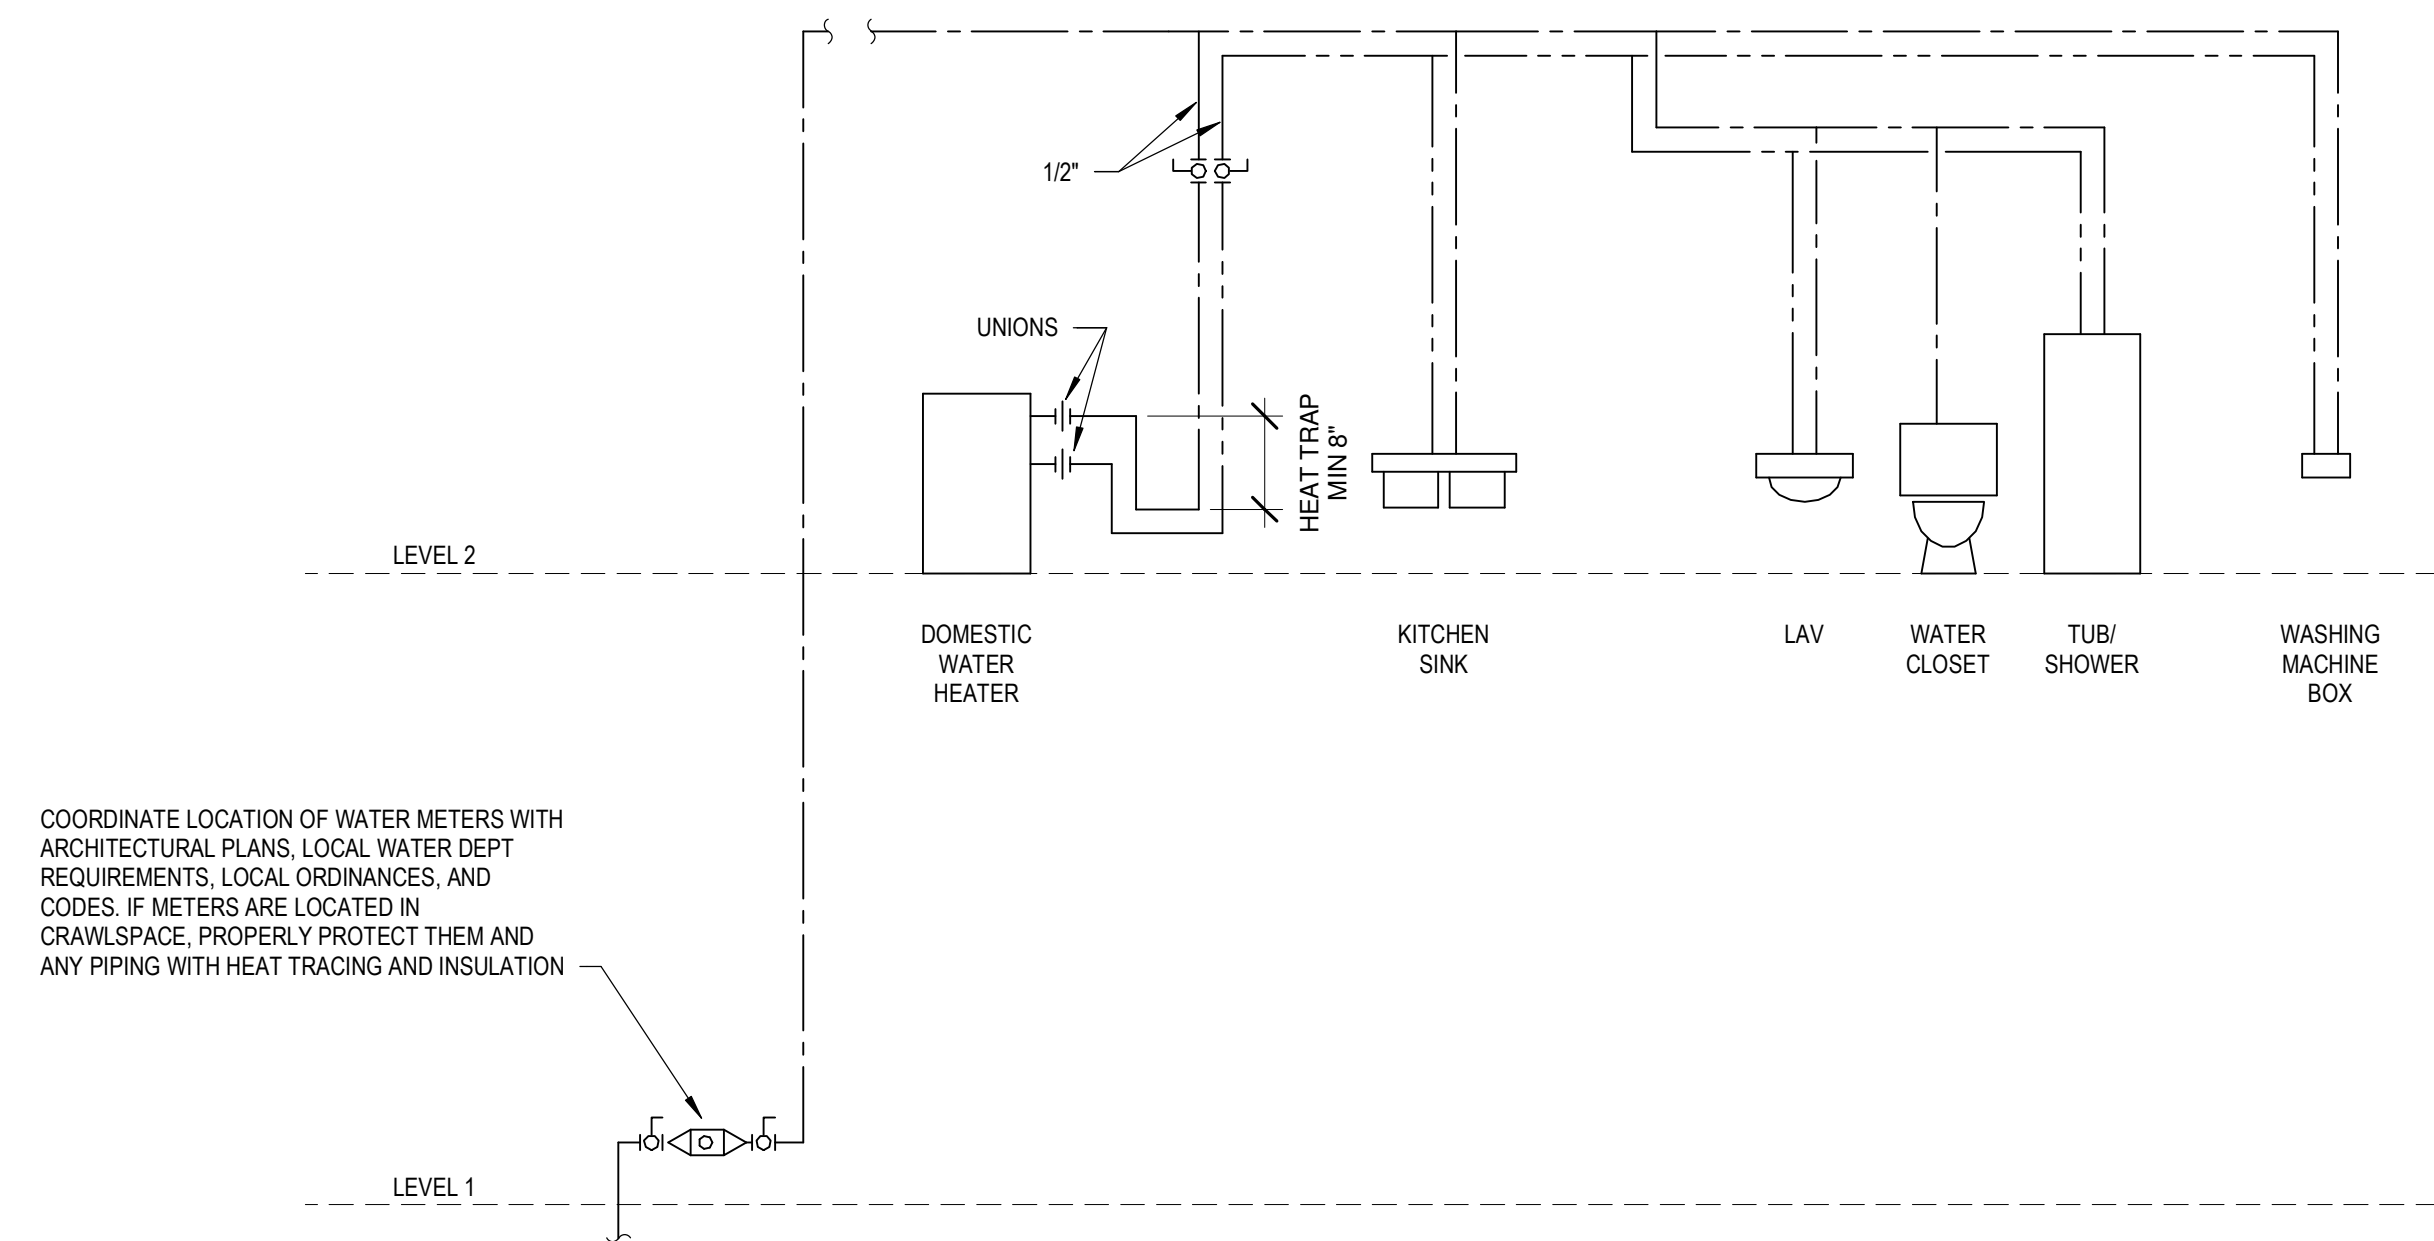 1/2"
UNIONS
HEAT TRAP
MIN 8"
LEVEL 2
DOMESTIC
WATER
HEATER
KITCHEN
SINK
LAV
WATER
CLOSET
TUB/
SHOWER
WASHING
MACHINE
BOX
COORDINATE LOCATION OF WATER METERS WITH
ARCHITECTURAL PLANS, LOCAL WATER DEPT
REQUIREMENTS, LOCAL ORDINANCES, AND
CODES. IF METERS ARE LOCATED IN
CRAWLSPACE, PROPERLY PROTECT THEM AND
ANY PIPING WITH HEAT TRACING AND INSULATION
LEVEL 1